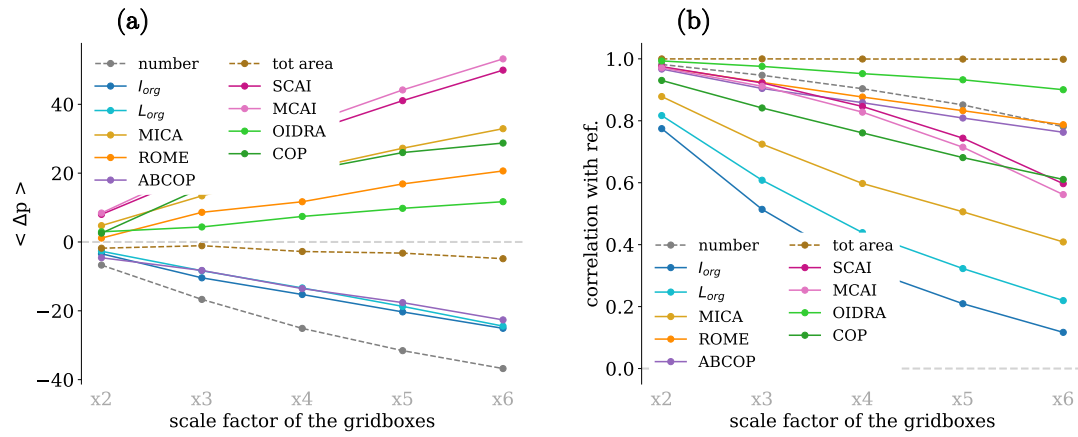 (a)
(b)
< Δp >
40
20
0
−20
−40
number
I_org
L_org
MICA
ROME
ABCOP
tot area
SCAI
MCAI
OIDRA
COP
x2 x3 x4 x5 x6
scale factor of the gridboxes
correlation with ref.
1.0
0.8
0.6
0.4
0.2
0.0
number
I_org
L_org
MICA
ROME
ABCOP
tot area
SCAI
MCAI
OIDRA
COP
x2 x3 x4 x5 x6
scale factor of the gridboxes